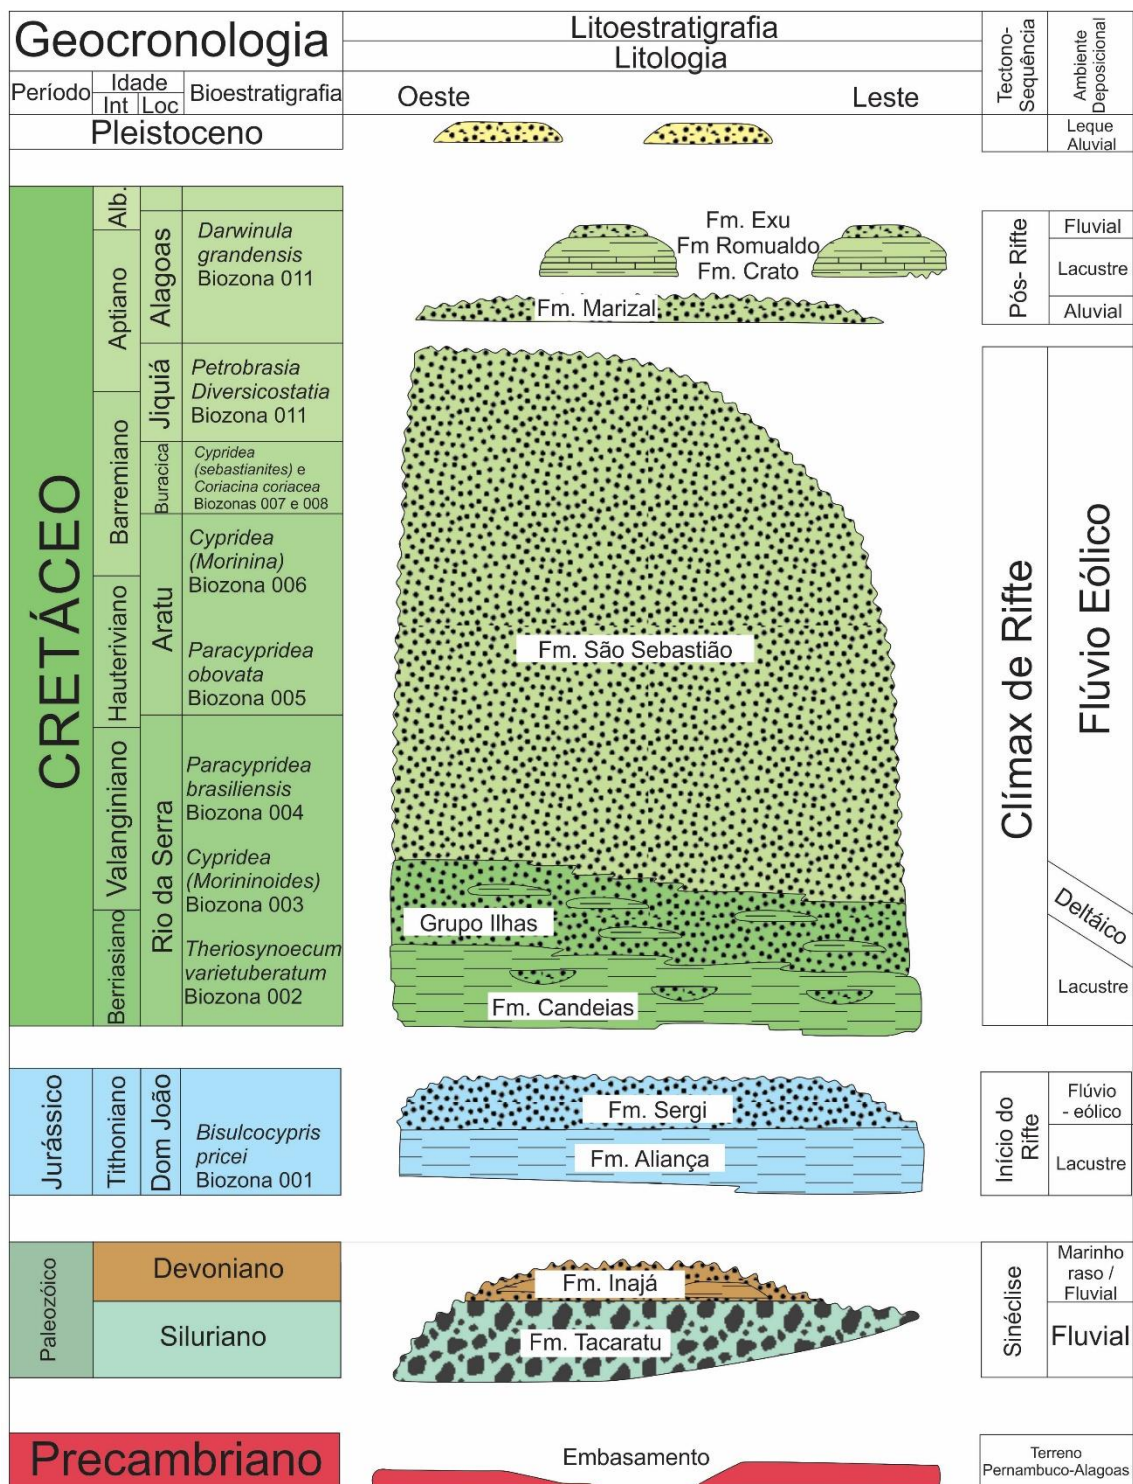 Geocronologia
Litoestratigrafia
Litologia
Tectono-
Sequência
Ambiente
Deposicional
Período
Idade
Int
Loc
Bioestratigrafia
Oeste
Leste
Pleistoceno
Leque
Aluvial
CRETÁCEO
Alb.
Aptiano
Barremiano
Hauteriviano
Valanginiano
Berriasiano
Alagoas
Jiquiá
Buracica
Aratu
Rio da Serra
Darwinula
grandensis
Biozona 011
Petrobrasia
Diversicostatia
Biozona 011
Cypridea
(sebastianites) e
Coriacina coriacea
Biozonas 007 e 008
Cypridea
(Morinina)
Biozona 006
Paracypridea
obovata
Biozona 005
Paracypridea
brasiliensis
Biozona 004
Cypridea
(Morininoides)
Biozona 003
Theriosynoecum
varietuberatum
Biozona 002
Fm. Exu
Fm Romualdo
Fm. Crato
Fm. Marizal
Fm. São Sebastião
Grupo Ilhas
Fm. Candeias
Pós- Rifte
Fluvial
Lacustre
Aluvial
Clímax de Rifte
Flúvio Eólico
Deltáico
Lacustre
Jurássico
Tithoniano
Dom João
Bisulcocypris
pricei
Biozona 001
Fm. Sergi
Fm. Aliança
Início do
Rifte
Flúvio
- eólico
Lacustre
Paleozóico
Devoniano
Siluriano
Fm. Inajá
Fm. Tacaratu
Sinéclise
Marinho
raso /
Fluvial
Fluvial
Precambriano
Embasamento
Terreno
Pernambuco-Alagoas